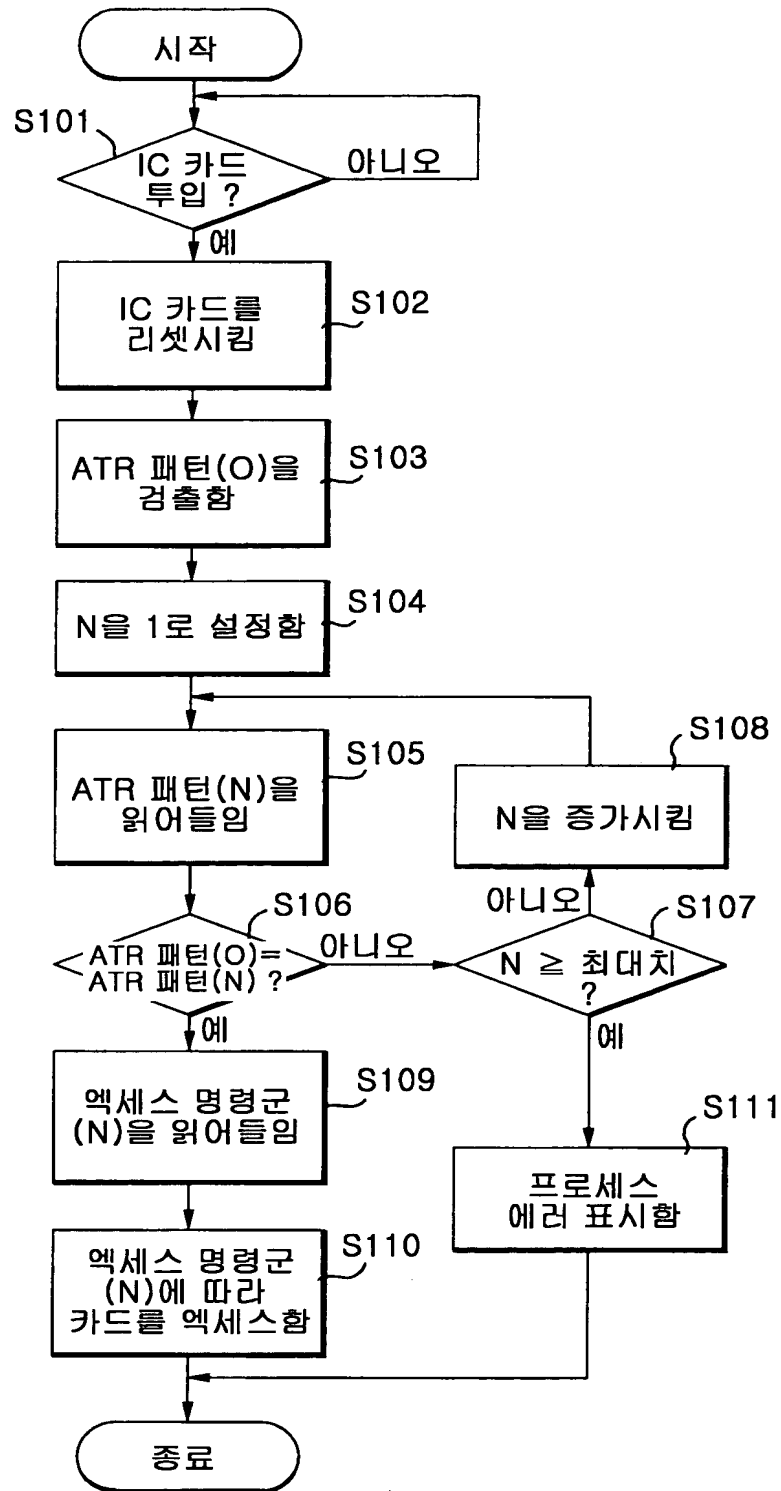 시작
S101
IC 카드
투입 ?
아니오
예
IC 카드를
리셋시킴
S102
ATR 패턴(O)을
검출함
S103
N을 1로 설정함
S104
ATR 패턴(N)을
읽어들임
S105
N을 증가시킴
S108
ATR 패턴(O)=
ATR 패턴(N) ?
S106
아니오
아니오
N ≥ 최대치
?
S107
예
예
엑세스 명령군
(N)을 읽어들임
S109
프로세스
에러 표시함
S111
엑세스 명령군
(N)에 따라
카드를 엑세스함
S110
종료